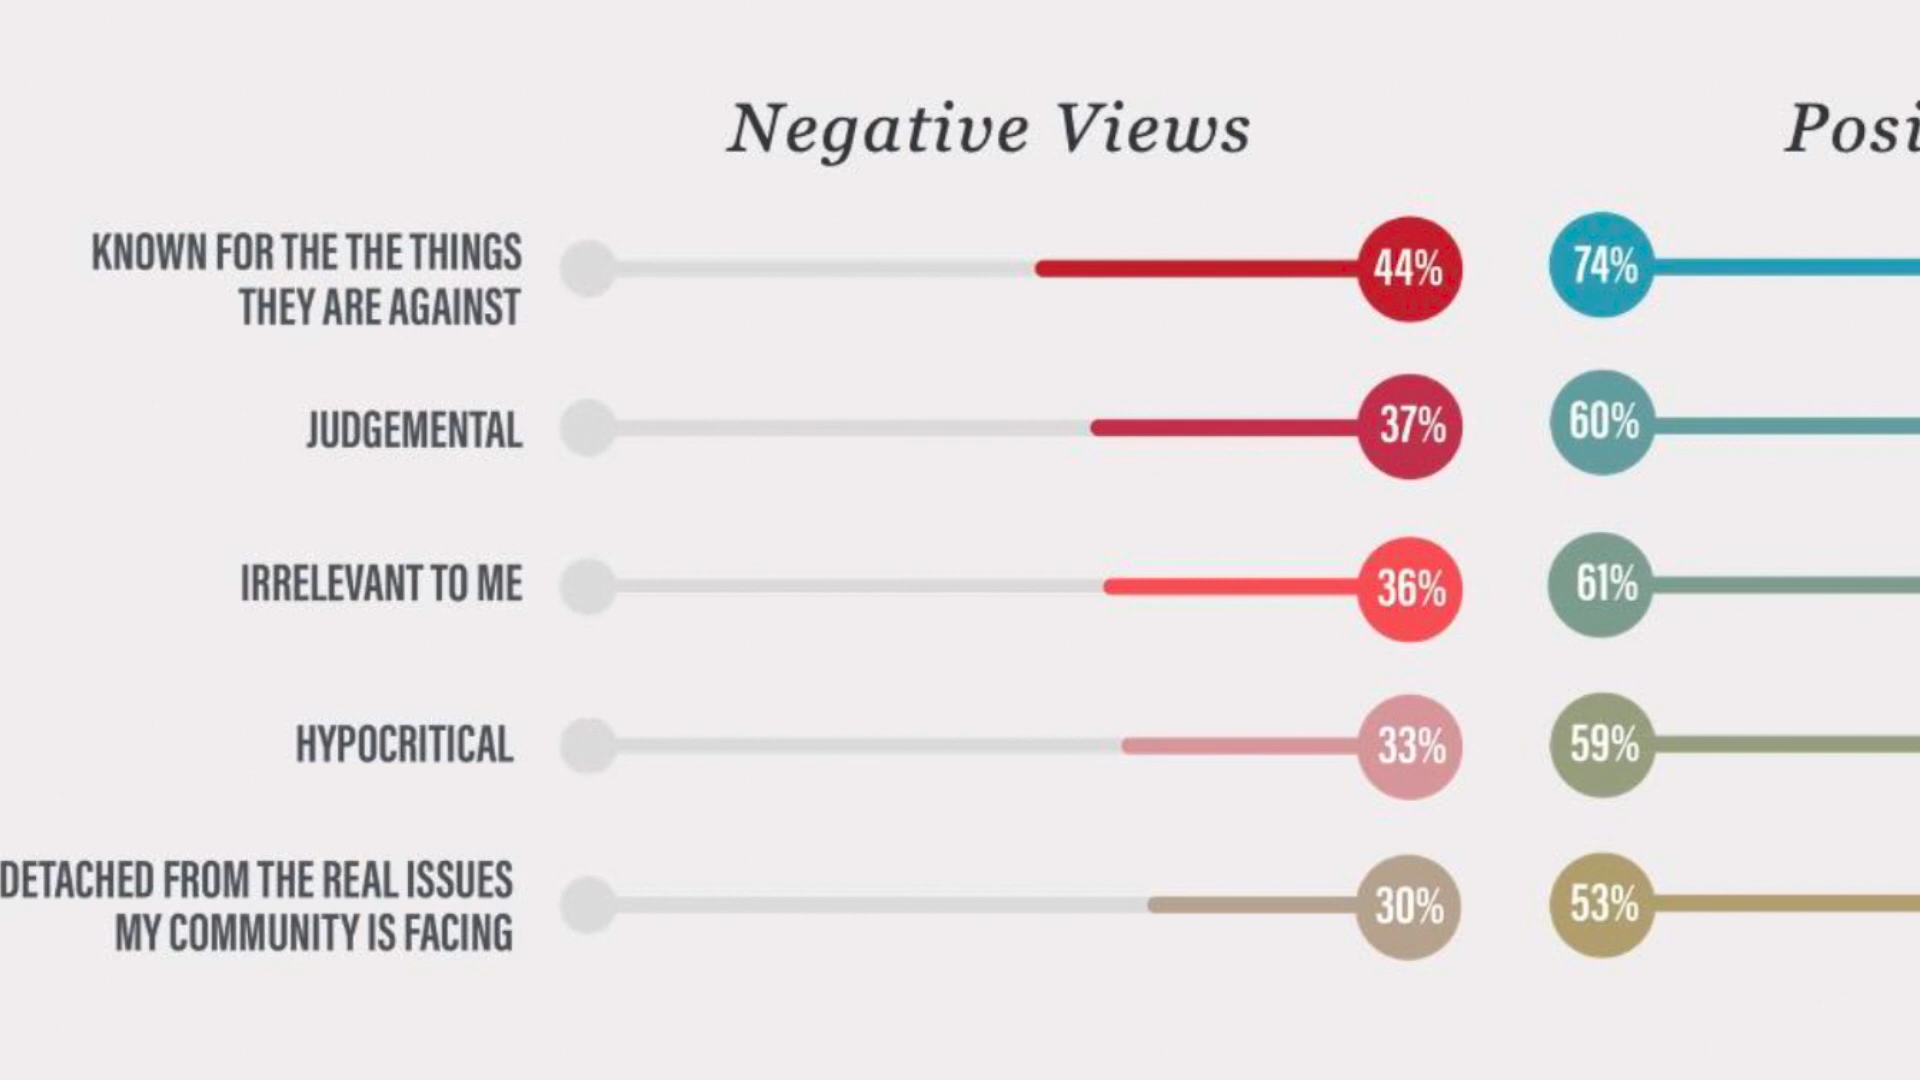 Negative Views
Posi
KNOWN FOR THE THE THINGS
THEY ARE AGAINST
44%
74%
JUDGEMENTAL
37%
60%
IRRELEVANT TO ME
36%
61%
HYPOCRITICAL
33%
59%
DETACHED FROM THE REAL ISSUES
MY COMMUNITY IS FACING
30%
53%